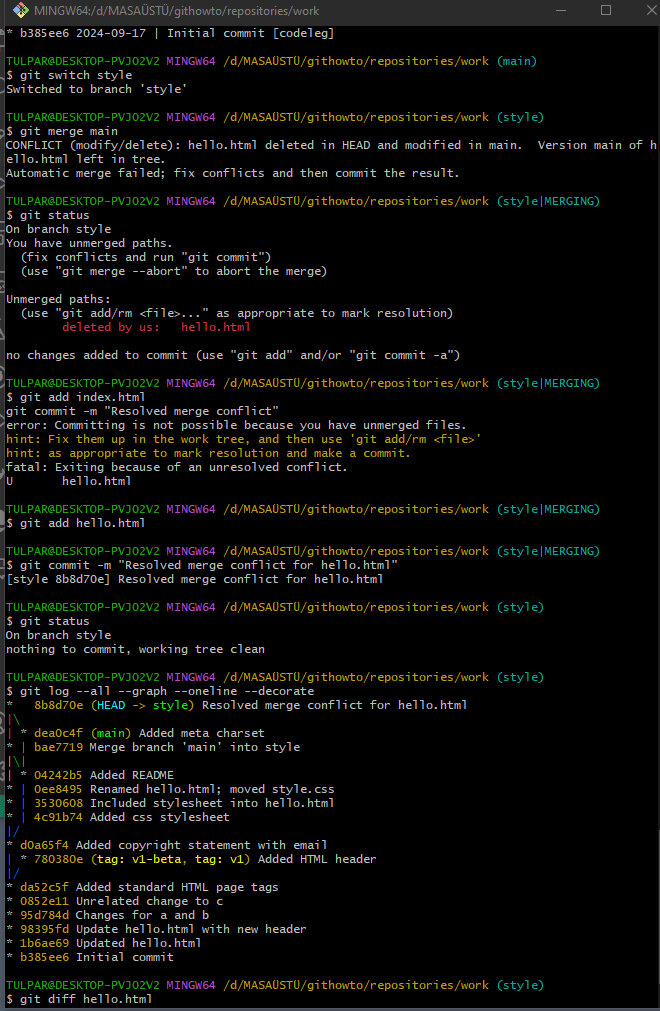 MINGW64:/d/MASAÜSTÜ/githowto/repositories/work
* b385ee6 2024-09-17 | Initial commit [codeleg]
TULPAR@DESKTOP-PVJO2V2 MINGW64 /d/MASAÜSTÜ/githowto/repositories/work (main)
$ git switch style
Switched to branch 'style'
TULPAR@DESKTOP-PVJO2V2 MINGW64 /d/MASAÜSTÜ/githowto/repositories/work (style)
$ git merge main
CONFLICT (modify/delete): hello.html deleted in HEAD and modified in main.  Version main of h
ello.html left in tree.
Automatic merge failed; fix conflicts and then commit the result.
TULPAR@DESKTOP-PVJO2V2 MINGW64 /d/MASAÜSTÜ/githowto/repositories/work (style|MERGING)
$ git status
On branch style
You have unmerged paths.
  (fix conflicts and run "git commit")
  (use "git merge --abort" to abort the merge)
Unmerged paths:
  (use "git add/rm <file>..." as appropriate to mark resolution)
        deleted by us:   hello.html
no changes added to commit (use "git add" and/or "git commit -a")
TULPAR@DESKTOP-PVJO2V2 MINGW64 /d/MASAÜSTÜ/githowto/repositories/work (style|MERGING)
$ git add index.html
git commit -m "Resolved merge conflict"
error: Committing is not possible because you have unmerged files.
hint: Fix them up in the work tree, and then use 'git add/rm <file>'
hint: as appropriate to mark resolution and make a commit.
fatal: Exiting because of an unresolved conflict.
U       hello.html
TULPAR@DESKTOP-PVJO2V2 MINGW64 /d/MASAÜSTÜ/githowto/repositories/work (style|MERGING)
$ git add hello.html
TULPAR@DESKTOP-PVJO2V2 MINGW64 /d/MASAÜSTÜ/githowto/repositories/work (style|MERGING)
$ git commit -m "Resolved merge conflict for hello.html"
[style 8b8d70e] Resolved merge conflict for hello.html
TULPAR@DESKTOP-PVJO2V2 MINGW64 /d/MASAÜSTÜ/githowto/repositories/work (style)
$ git status
On branch style
nothing to commit, working tree clean
TULPAR@DESKTOP-PVJO2V2 MINGW64 /d/MASAÜSTÜ/githowto/repositories/work (style)
$ git log --all --graph --oneline --decorate
*   8b8d70e (HEAD -> style) Resolved merge conflict for hello.html
|\
| * dea0c4f (main) Added meta charset
* | bae7719 Merge branch 'main' into style
|\|
| * 04242b5 Added README
* | 0ee8495 Renamed hello.html; moved style.css
* | 3530608 Included stylesheet into hello.html
* | 4c91b74 Added css stylesheet
|/
* d0a65f4 Added copyright statement with email
| * 780380e (tag: v1-beta, tag: v1) Added HTML header
|/
* da52c5f Added standard HTML page tags
* 0852e11 Unrelated change to c
* 95d784d Changes for a and b
* 98395fd Update hello.html with new header
* 1b6ae69 Updated hello.html
* b385ee6 Initial commit
TULPAR@DESKTOP-PVJO2V2 MINGW64 /d/MASAÜSTÜ/githowto/repositories/work (style)
$ git diff hello.html